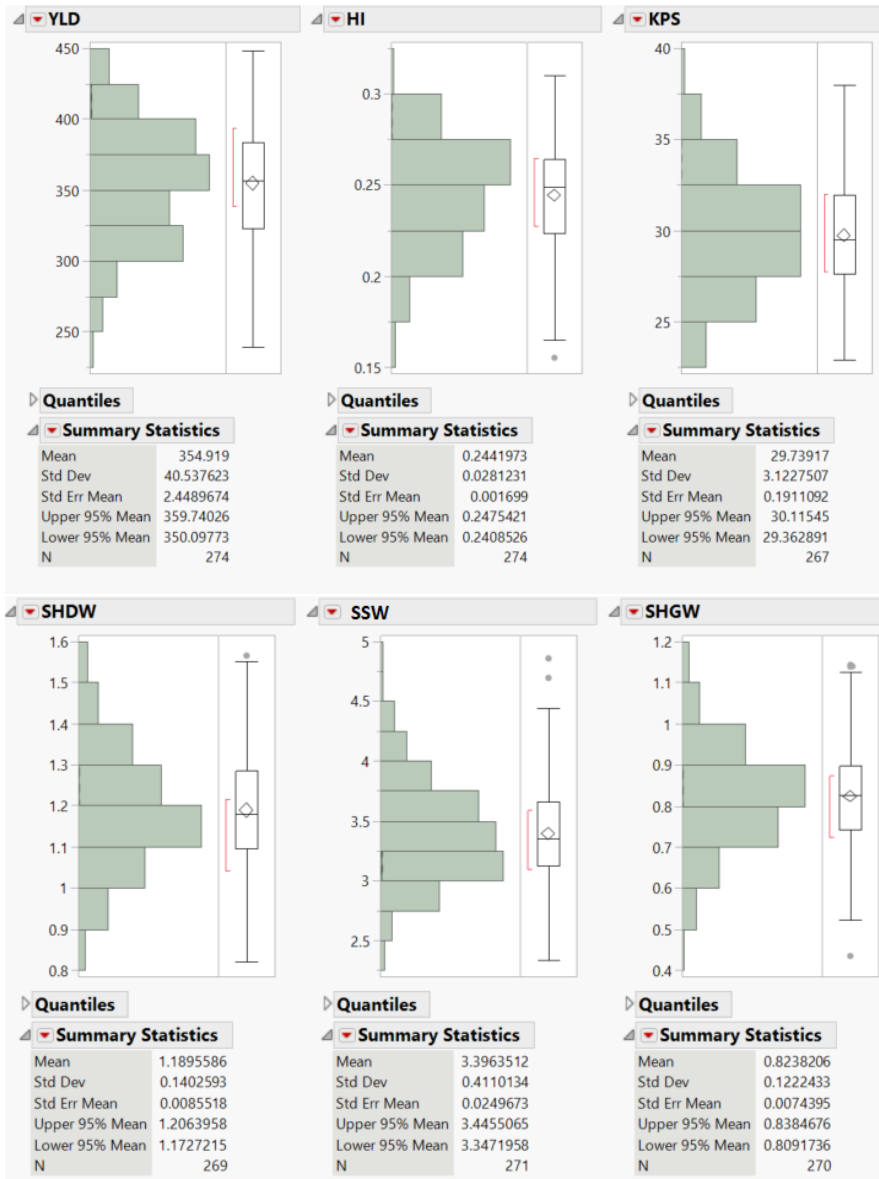 YLD
450
400
350
300
250
Quantiles
Summary Statistics
Mean 354.919
Std Dev 40.537623
Std Err Mean 2.4489674
Upper 95% Mean 359.74026
Lower 95% Mean 350.09773
N 274
HI
0.3
0.25
0.2
0.15
Quantiles
Summary Statistics
Mean 0.2441973
Std Dev 0.0281231
Std Err Mean 0.001699
Upper 95% Mean 0.2475421
Lower 95% Mean 0.2408526
N 274
KPS
40
35
30
25
Quantiles
Summary Statistics
Mean 29.73917
Std Dev 3.1227507
Std Err Mean 0.1911092
Upper 95% Mean 30.11545
Lower 95% Mean 29.362891
N 267
SHDW
1.6
1.5
1.4
1.3
1.2
1.1
1
0.9
0.8
Quantiles
Summary Statistics
Mean 1.1895586
Std Dev 0.1402593
Std Err Mean 0.0085518
Upper 95% Mean 1.2063958
Lower 95% Mean 1.1727215
N 269
SSW
5
4.5
4
3.5
3
2.5
Quantiles
Summary Statistics
Mean 3.3963512
Std Dev 0.4110134
Std Err Mean 0.0249673
Upper 95% Mean 3.4455065
Lower 95% Mean 3.3471958
N 271
SHGW
1.2
1.1
1
0.9
0.8
0.7
0.6
0.5
0.4
Quantiles
Summary Statistics
Mean 0.8238206
Std Dev 0.1222433
Std Err Mean 0.0074395
Upper 95% Mean 0.8384676
Lower 95% Mean 0.8091736
N 270